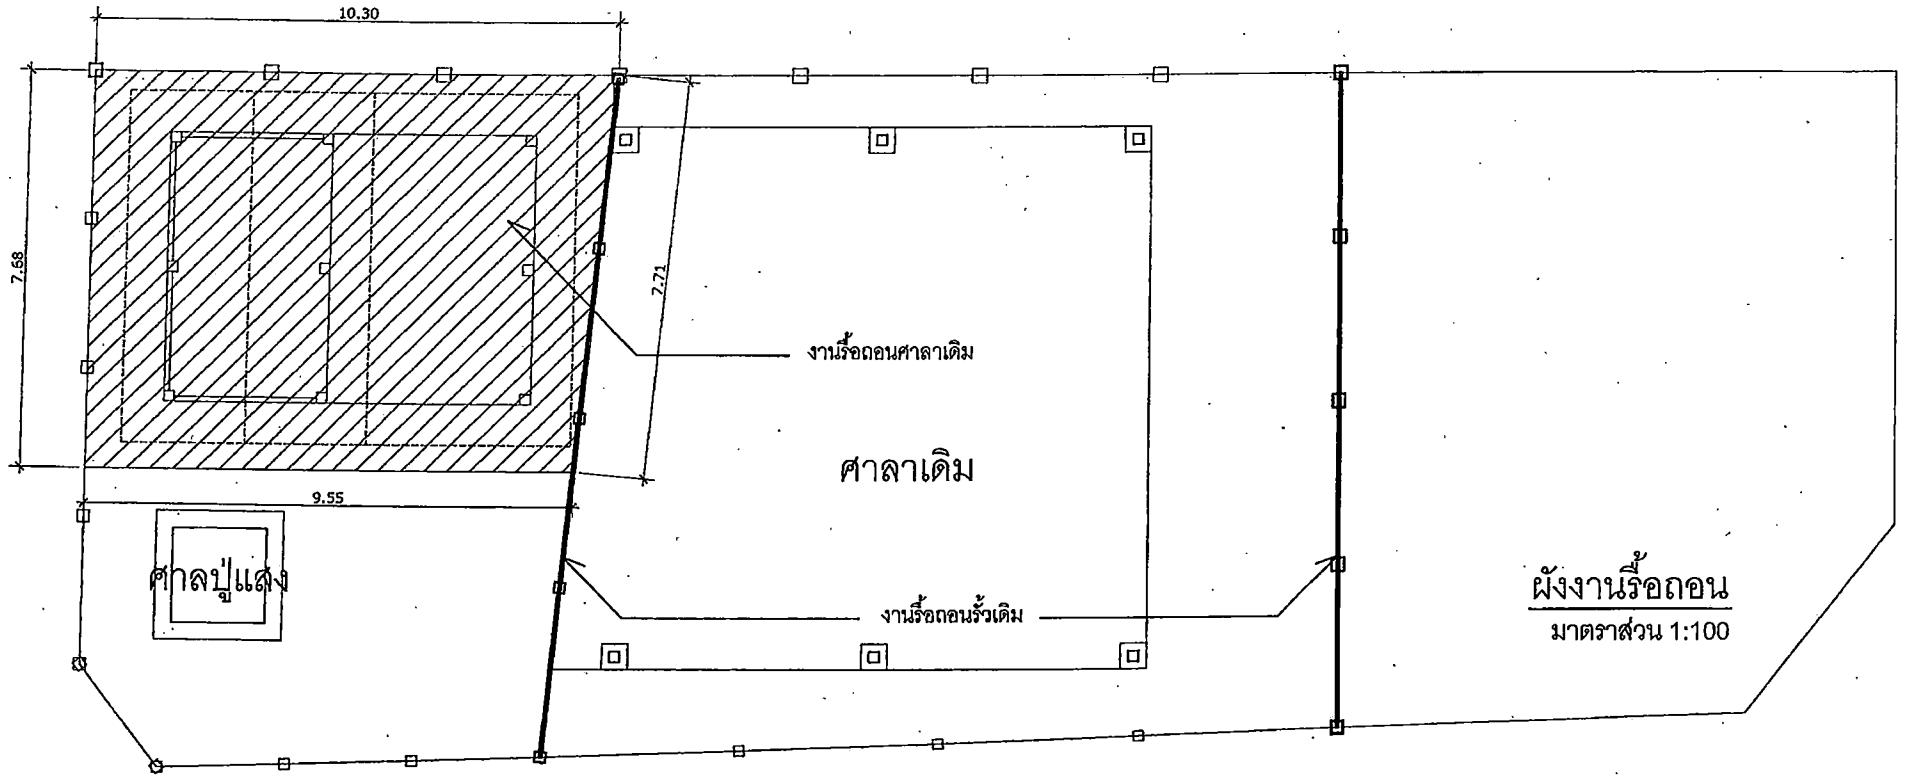 10.30
7.68
7.71
งานรื้อถอนศาลาเดิม
ศาลาเดิม
9.55
ศาลปู่แสง
งานรื้อถอนรั้วเดิม
ผังงานรื้อถอน
มาตราส่วน 1:100